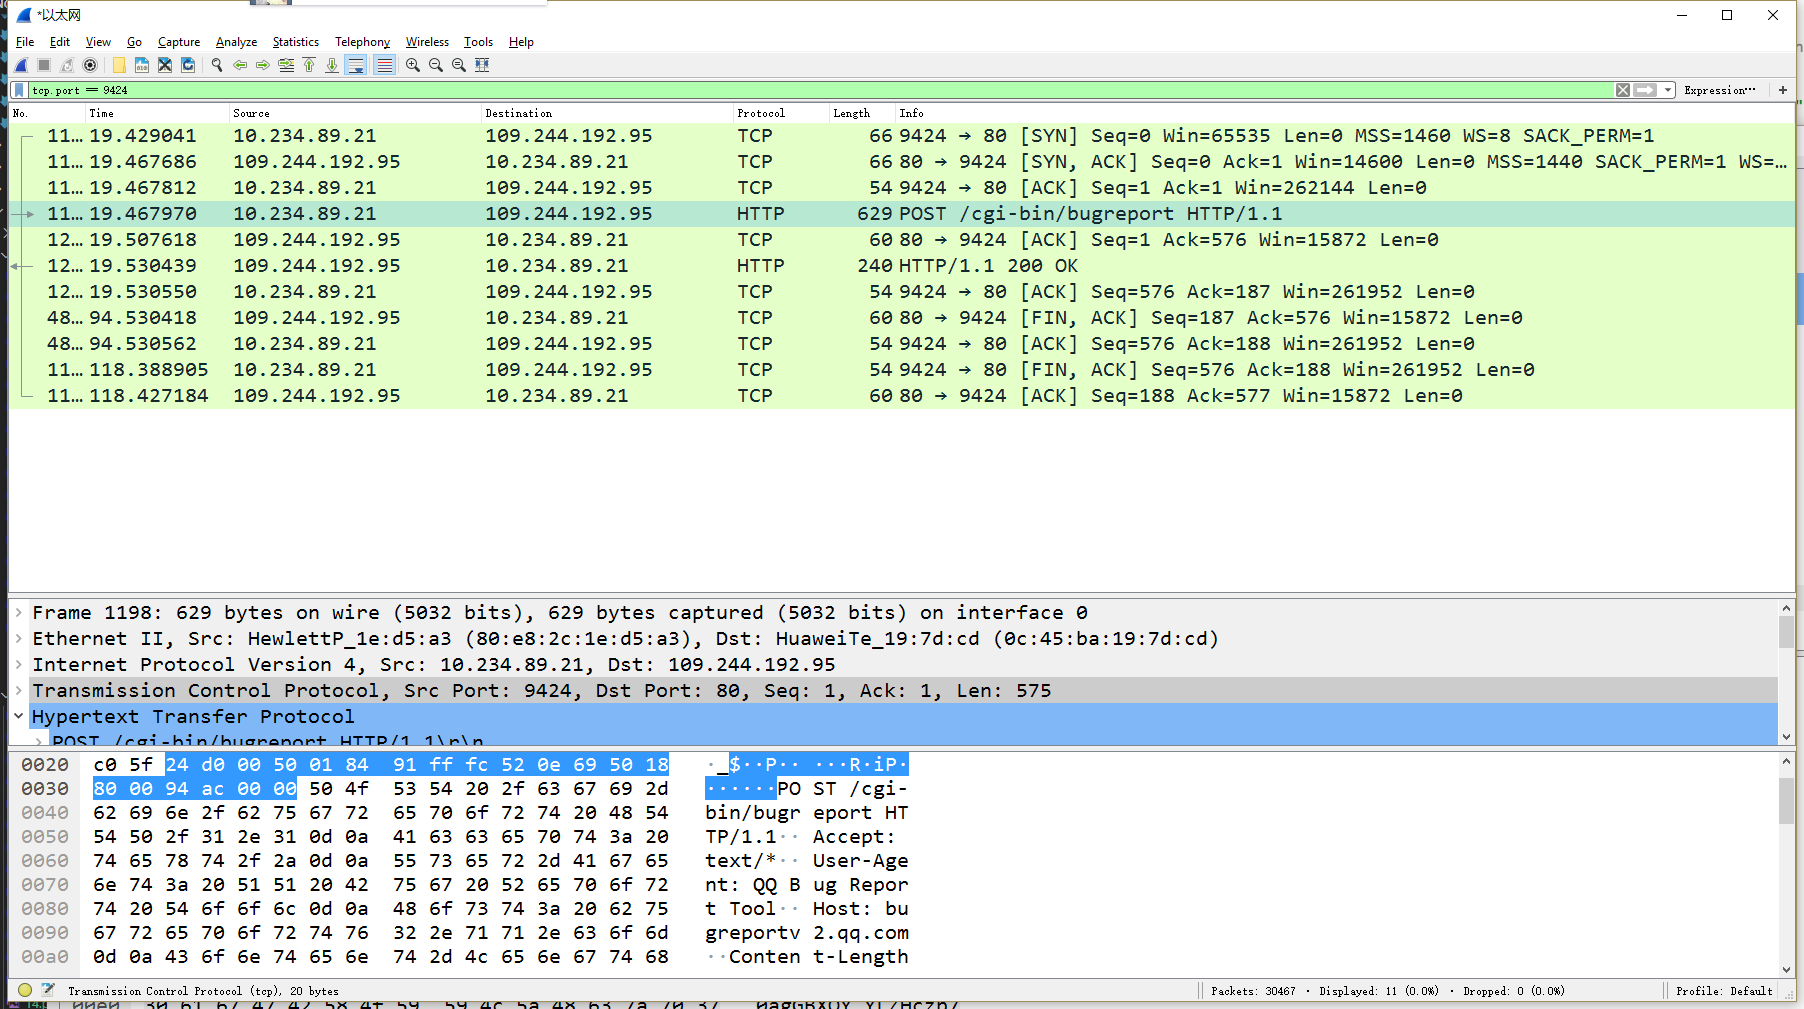 *以太网
File Edit View Go Capture Analyze Statistics Telephony Wireless Tools Help
tcp.port == 9424 Expression… +
No. Time Source Destination Protocol Length Info
11… 19.429041 10.234.89.21 109.244.192.95 TCP 66 9424 → 80 [SYN] Seq=0 Win=65535 Len=0 MSS=1460 WS=8 SACK_PERM=1
11… 19.467686 109.244.192.95 10.234.89.21 TCP 66 80 → 9424 [SYN, ACK] Seq=0 Ack=1 Win=14600 Len=0 MSS=1440 SACK_PERM=1 WS=…
11… 19.467812 10.234.89.21 109.244.192.95 TCP 54 9424 → 80 [ACK] Seq=1 Ack=1 Win=262144 Len=0
11… 19.467970 10.234.89.21 109.244.192.95 HTTP 629 POST /cgi-bin/bugreport HTTP/1.1
12… 19.507618 109.244.192.95 10.234.89.21 TCP 60 80 → 9424 [ACK] Seq=1 Ack=576 Win=15872 Len=0
12… 19.530439 109.244.192.95 10.234.89.21 HTTP 240 HTTP/1.1 200 OK
12… 19.530550 10.234.89.21 109.244.192.95 TCP 54 9424 → 80 [ACK] Seq=576 Ack=187 Win=261952 Len=0
48… 94.530418 109.244.192.95 10.234.89.21 TCP 60 80 → 9424 [FIN, ACK] Seq=187 Ack=576 Win=15872 Len=0
48… 94.530562 10.234.89.21 109.244.192.95 TCP 54 9424 → 80 [ACK] Seq=576 Ack=188 Win=261952 Len=0
11… 118.388905 10.234.89.21 109.244.192.95 TCP 54 9424 → 80 [FIN, ACK] Seq=576 Ack=188 Win=261952 Len=0
11… 118.427184 109.244.192.95 10.234.89.21 TCP 60 80 → 9424 [ACK] Seq=188 Ack=577 Win=15872 Len=0
Frame 1198: 629 bytes on wire (5032 bits), 629 bytes captured (5032 bits) on interface 0
Ethernet II, Src: HewlettP_1e:d5:a3 (80:e8:2c:1e:d5:a3), Dst: HuaweiTe_19:7d:cd (0c:45:ba:19:7d:cd)
Internet Protocol Version 4, Src: 10.234.89.21, Dst: 109.244.192.95
Transmission Control Protocol, Src Port: 9424, Dst Port: 80, Seq: 1, Ack: 1, Len: 575
Hypertext Transfer Protocol
POST /cgi-bin/bugreport HTTP/1.1\r\n
0020 c0 5f 24 d0 00 50 01 84 91 ff fc 52 0e 69 50 18 ·_$··P·· ···R·iP·
0030 80 00 94 ac 00 00 50 4f 53 54 20 2f 63 67 69 2d ······PO ST /cgi-
0040 62 69 6e 2f 62 75 67 72 65 70 6f 72 74 20 48 54 bin/bugr eport HT
0050 54 50 2f 31 2e 31 0d 0a 41 63 63 65 70 74 3a 20 TP/1.1·· Accept:
0060 74 65 78 74 2f 2a 0d 0a 55 73 65 72 2d 41 67 65 text/*·· User-Age
0070 6e 74 3a 20 51 51 20 42 75 67 20 52 65 70 6f 72 nt: QQ B ug Repor
0080 74 20 54 6f 6f 6c 0d 0a 48 6f 73 74 3a 20 62 75 t Tool·· Host: bu
0090 67 72 65 70 6f 72 74 76 32 2e 71 71 2e 63 6f 6d greportv 2.qq.com
00a0 0d 0a 43 6f 6e 74 65 6e 74 2d 4c 65 6e 67 74 68 ··Conten t-Length
Transmission Control Protocol (tcp), 20 bytes Packets: 30467 · Displayed: 11 (0.0%) · Dropped: 0 (0.0%) Profile: Default